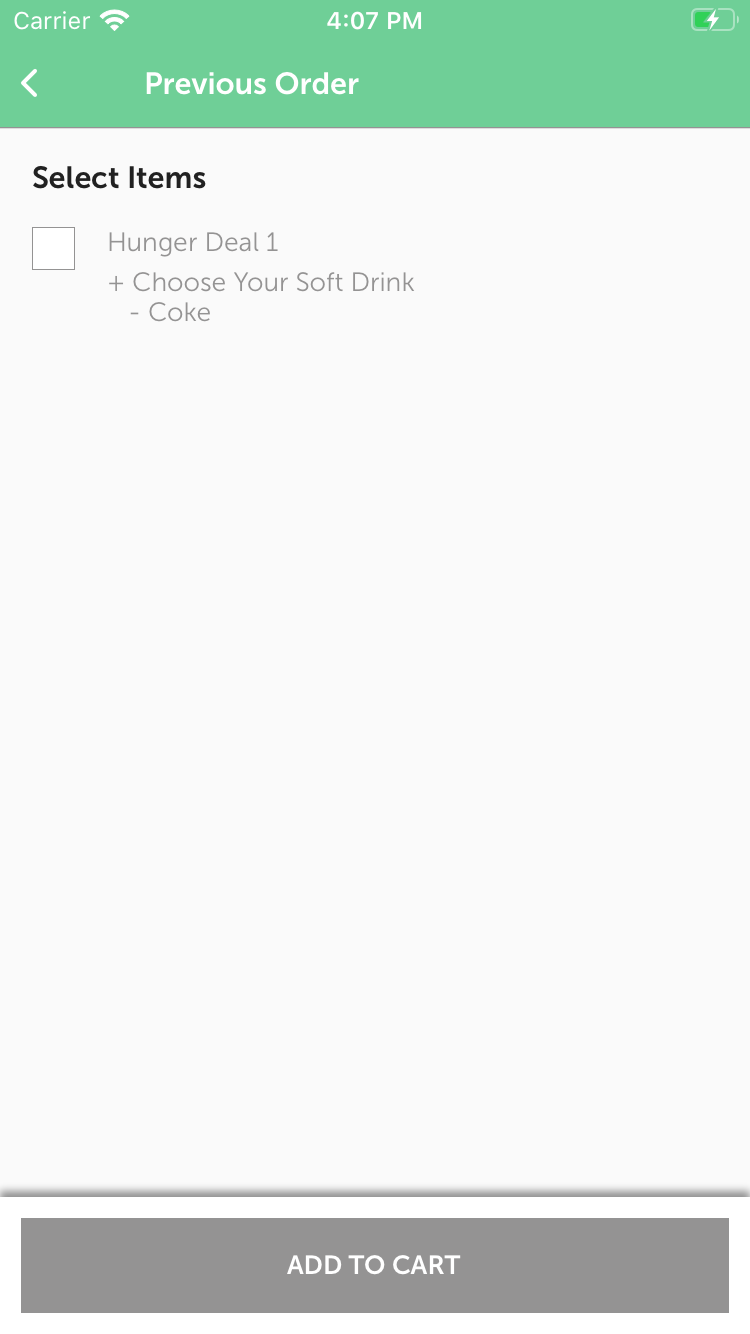 Carrier
4:07 PM
Previous Order
Select Items
Hunger Deal 1
+ Choose Your Soft Drink
- Coke
ADD TO CART